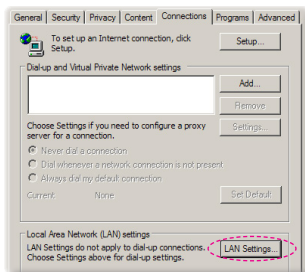 General Security Privacy Content Connections Programs Advanced
To set up an Internet connection, click Setup.
Setup...
Dial-up and Virtual Private Network settings
Add...
Remove
Choose Settings if you need to configure a proxy server for a connection.
Settings...
Never dial a connection
Dial whenever a network connection is not present
Always dial my default connection
Current None
Set Default
Local Area Network (LAN) settings
LAN Settings do not apply to dial-up connections. Choose Settings above for dial-up settings.
LAN Settings...